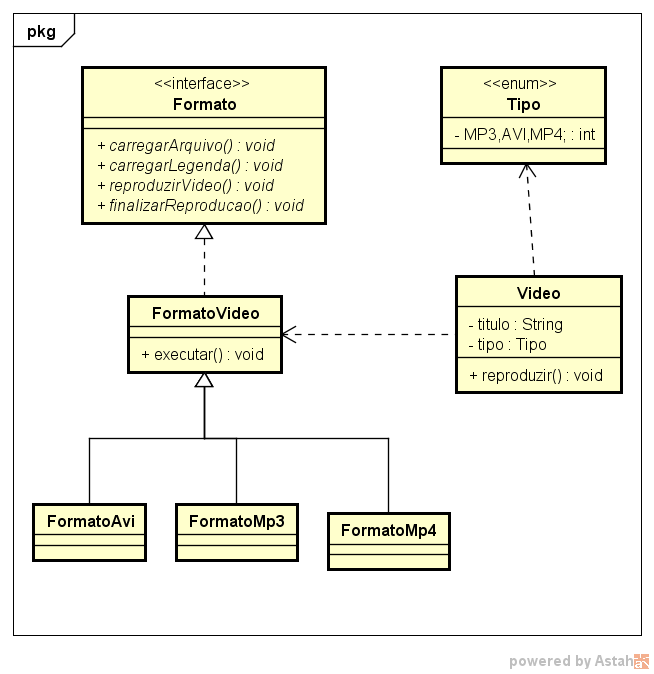 pkg
<<interface>>
Formato
+ carregarArquivo() : void
+ carregarLegenda() : void
+ reproduzirVideo() : void
+ finalizarReproducao() : void
<<enum>>
Tipo
- MP3,AVI,MP4; : int
FormatoVideo
+ executar() : void
Video
- titulo : String
- tipo : Tipo
+ reproduzir() : void
FormatoAvi
FormatoMp3
FormatoMp4
powered by Astah